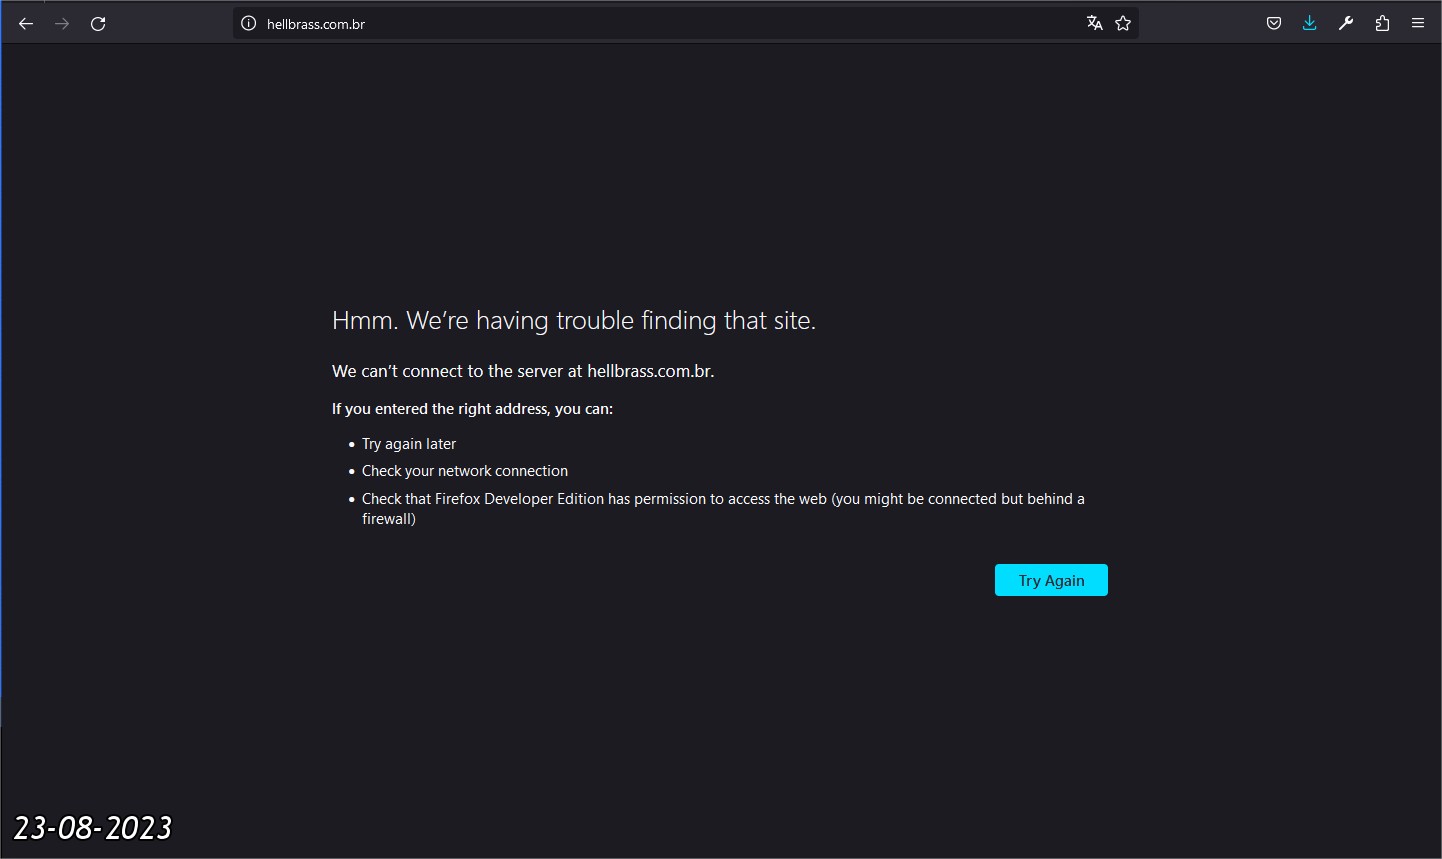 hellbrass.com.br
Hmm. We’re having trouble finding that site.
We can’t connect to the server at hellbrass.com.br.
If you entered the right address, you can:
• Try again later
• Check your network connection
• Check that Firefox Developer Edition has permission to access the web (you might be connected but behind a
firewall)
Try Again
23-08-2023